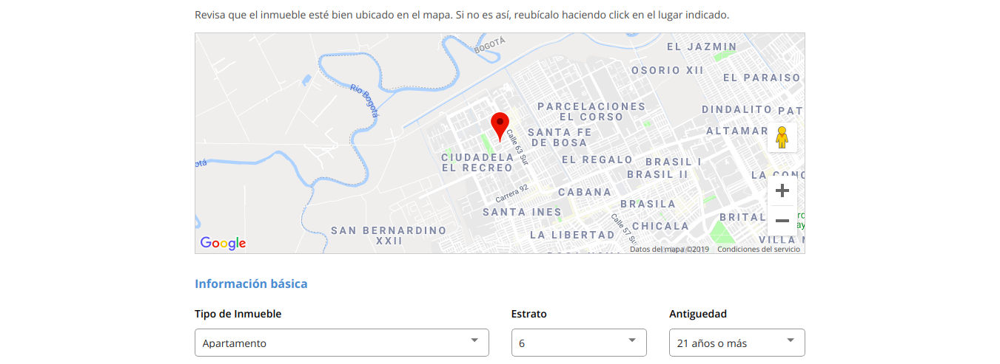 Revisa que el inmueble esté bien ubicado en el mapa. Si no es así, reubícalo haciendo click en el lugar indicado.
BOGOTÁ
EL JAZMIN
OSORIO XII
EL PARAISO
Río Bogotá
PARCELACIONES
EL CORSO
DINDALITO
PAT
SANTA FE
DE BOSA
ALTAMAR
Calle 63 Sur
CIUDADELA
EL RECREO
EL REGALO
BRASIL I
BRASIL II
otá
LA CONC
Carrera 92
CABANA
BRASILA
SANTA INES
Calle 57 Su
CHICALA
BRITAL
SAN BERNARDINO
XXII
LA LIBERTAD
VILLA
Google
Datos del mapa ©2019
Condiciones del servicio
Información básica
Tipo de Inmueble
Estrato
Antiguedad
Apartamento
6
21 años o más